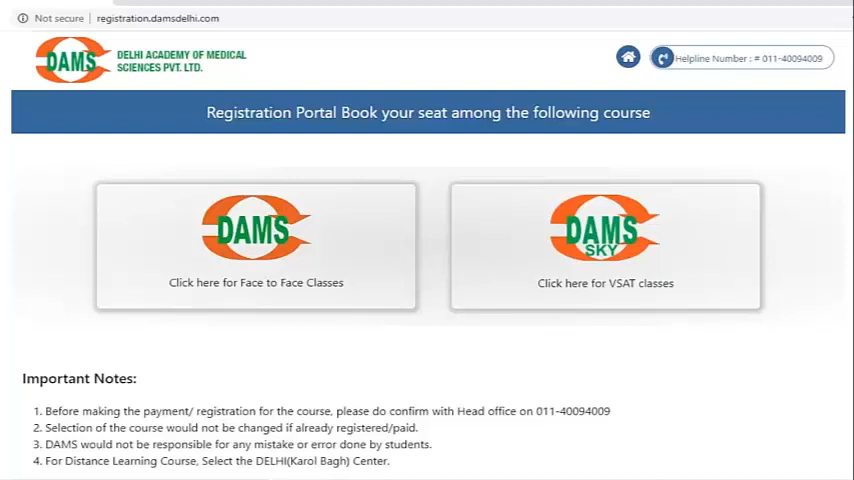 Not secure | registration.damsdelhi.com
DAMS
DELHI ACADEMY OF MEDICAL
SCIENCES PVT. LTD.
Helpline Number : # 011-40094009
Registration Portal Book your seat among the following course
DAMS
Click here for Face to Face Classes
DAMS
SKY
Click here for VSAT classes
Important Notes:
1. Before making the payment/ registration for the course, please do confirm with Head office on 011-40094009
2. Selection of the course would not be changed if already registered/paid.
3. DAMS would not be responsible for any mistake or error done by students.
4. For Distance Learning Course, Select the DELHI(Karol Bagh) Center.